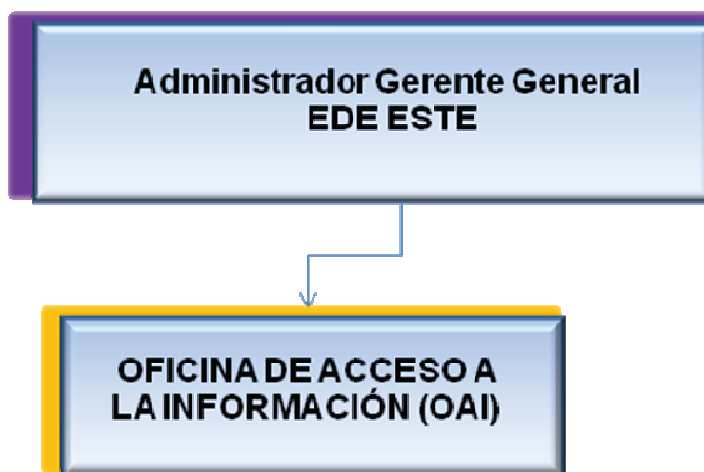 Administrador Gerente General
EDE ESTE
OFICINA DE ACCESO A
LA INFORMACIÓN (OAI)